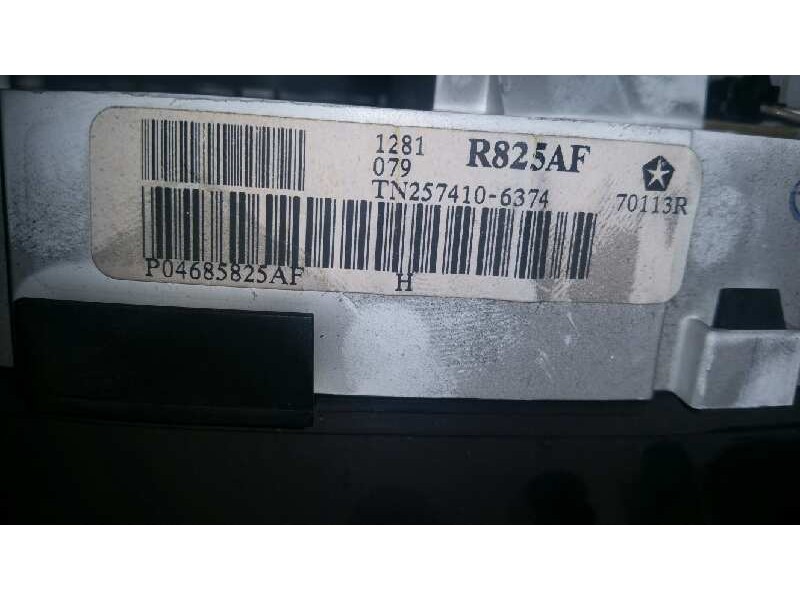 1281 R825AF
079
TN257410-6374
70113R
P04685825AF H